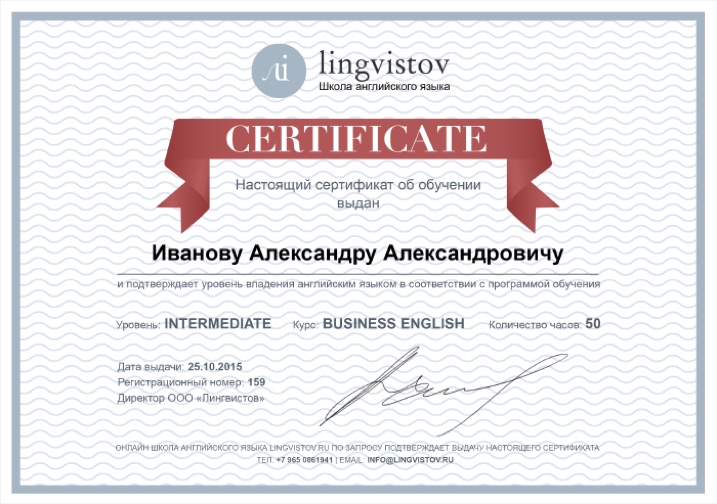 lingvistov
Школа английского языка
CERTIFICATE
Настоящий сертификат об обучении
выдан
Иванову Александру Александровичу
и подтверждает уровень владения английским языком в соответствии с программой обучения
Уровень: INTERMEDIATE Курс: BUSINESS ENGLISH Количество часов: 50
Дата выдачи: 25.10.2015
Регистрационный номер: 159
Директор ООО «Лингвистов»
ОНЛАЙН ШКОЛА АНГЛИЙСКОГО ЯЗЫКА LINGVISTOV.RU ПО ЗАПРОСУ ПОДТВЕРЖДАЕТ ВЫДАЧУ НАСТОЯЩЕГО СЕРТИФИКАТА
ТЕЛ: +7 965 0861941 | EMAIL: INFO@LINGVISTOV.RU